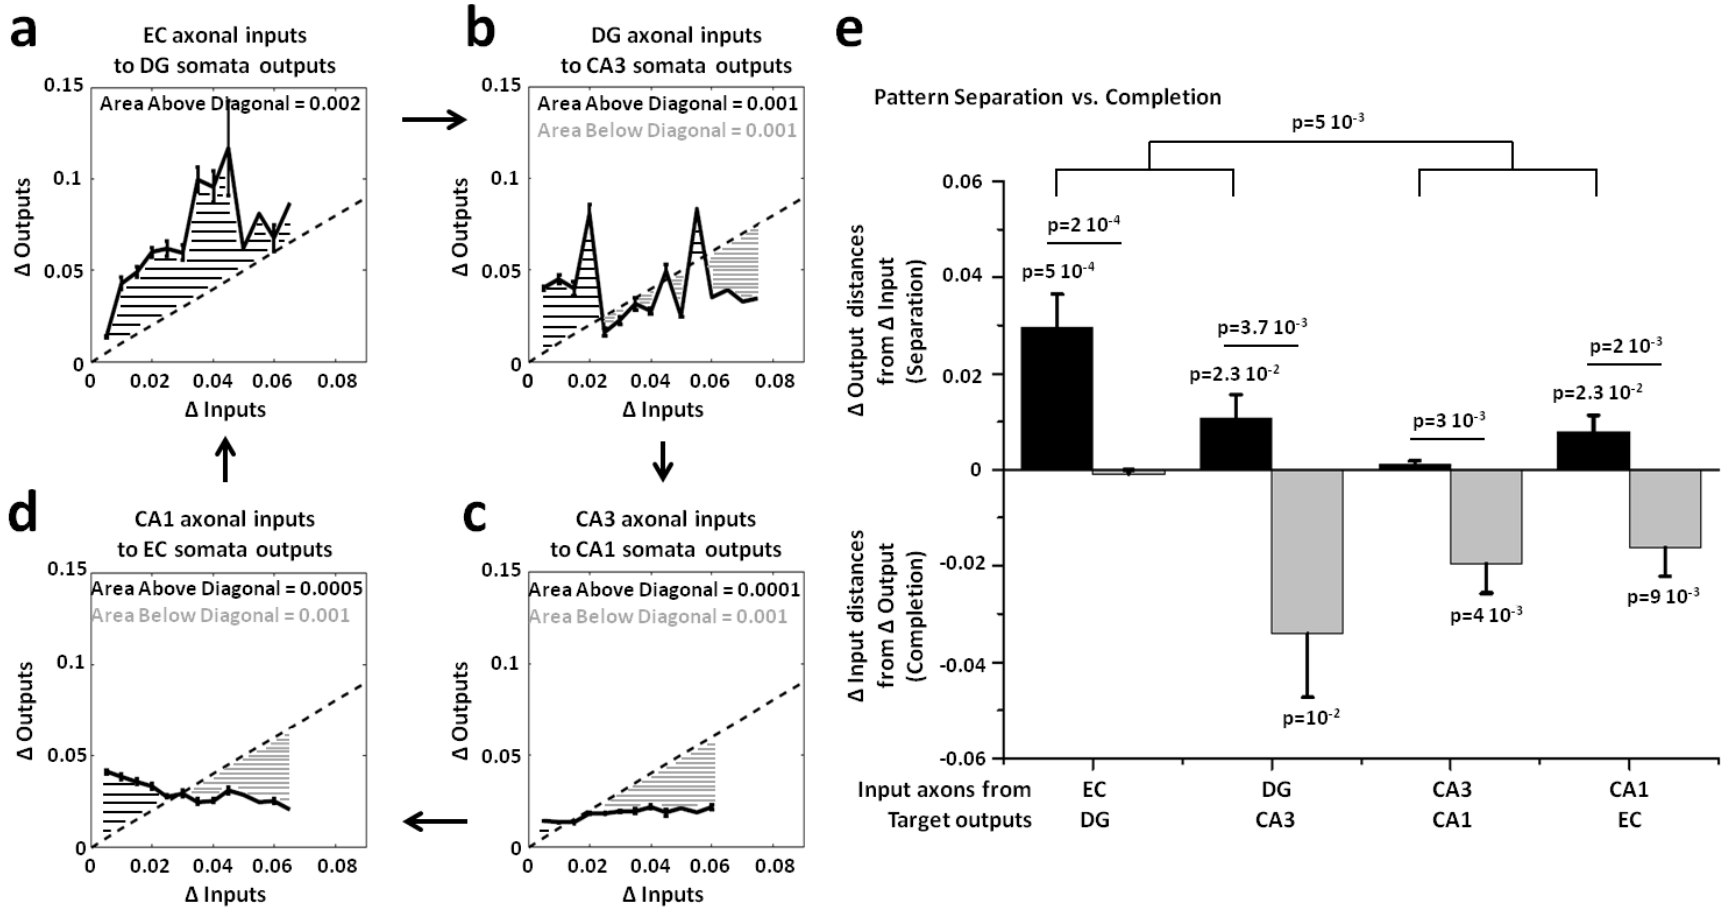 a
EC axonal inputs
to DG somata outputs
0.15
Area Above Diagonal = 0.002
0.1
Δ Outputs
0.05
0
0 0.02 0.04 0.06 0.08
Δ Inputs
b
DG axonal inputs
to CA3 somata outputs
0.15
Area Above Diagonal = 0.001
Area Below Diagonal = 0.001
0.1
Δ Outputs
0.05
0
0 0.02 0.04 0.06 0.08
Δ Inputs
d
CA1 axonal inputs
to EC somata outputs
0.15
Area Above Diagonal = 0.0005
Area Below Diagonal = 0.001
0.1
Δ Outputs
0.05
0
0 0.02 0.04 0.06 0.08
Δ Inputs
c
CA3 axonal inputs
to CA1 somata outputs
0.15
Area Above Diagonal = 0.0001
Area Below Diagonal = 0.001
0.1
Δ Outputs
0.05
0
0 0.02 0.04 0.06 0.08
Δ Inputs
e
Pattern Separation vs. Completion
p=5 10⁻³
0.06
p=2 10⁻⁴
p=5 10⁻⁴
0.04
p=3.7 10⁻³
p=2.3 10⁻²
p=2 10⁻³
p=2.3 10⁻²
0.02
p=3 10⁻³
0
Δ Output distances
from Δ Input
(Separation)
-0.02
p=4 10⁻³
p=9 10⁻³
-0.04
p=10⁻²
-0.06
Δ Input distances
from Δ Output
(Completion)
Input axons from EC DG CA3 CA1
Target outputs DG CA3 CA1 EC